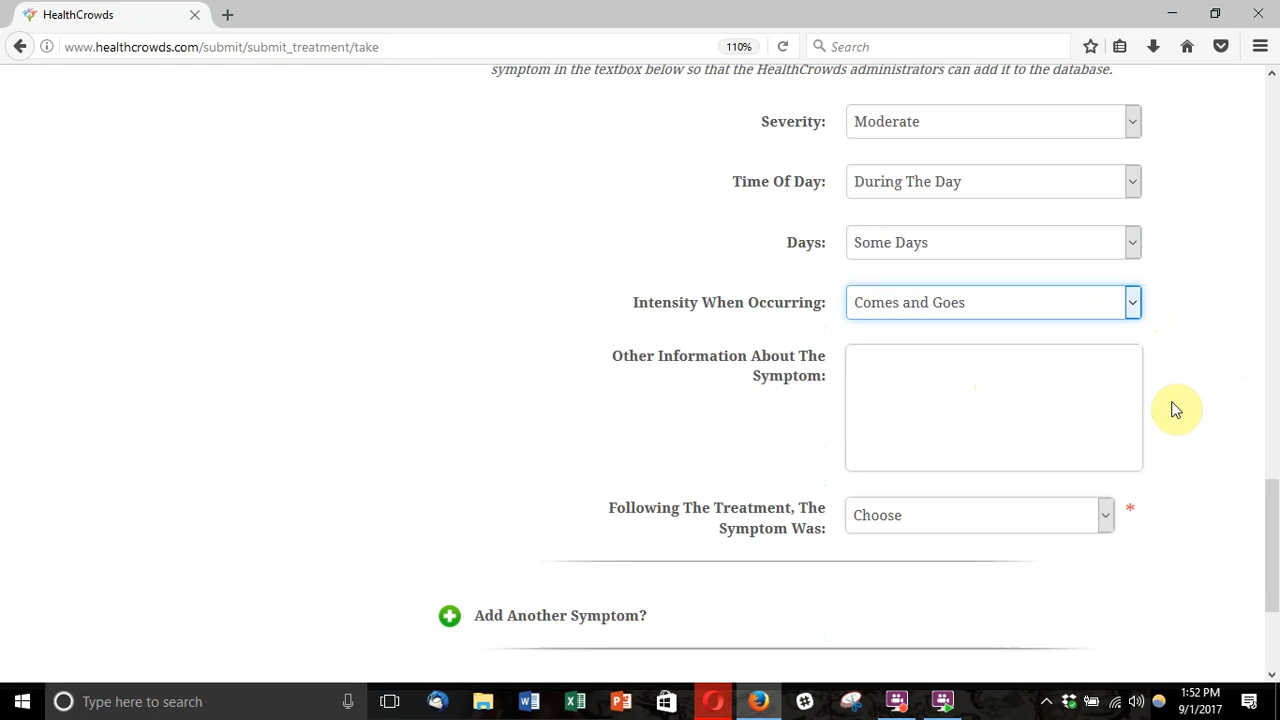 HealthCrowds
www.healthcrowds.com/submit/submit_treatment/take
110%
Search
symptom in the textbox below so that the HealthCrowds administrators can add it to the database.
Severity:
Moderate
Time Of Day:
During The Day
Days:
Some Days
Intensity When Occurring:
Comes and Goes
Other Information About The
Symptom:
Following The Treatment, The
Symptom Was:
Choose
*
Add Another Symptom?
Type here to search
1:52 PM
9/1/2017